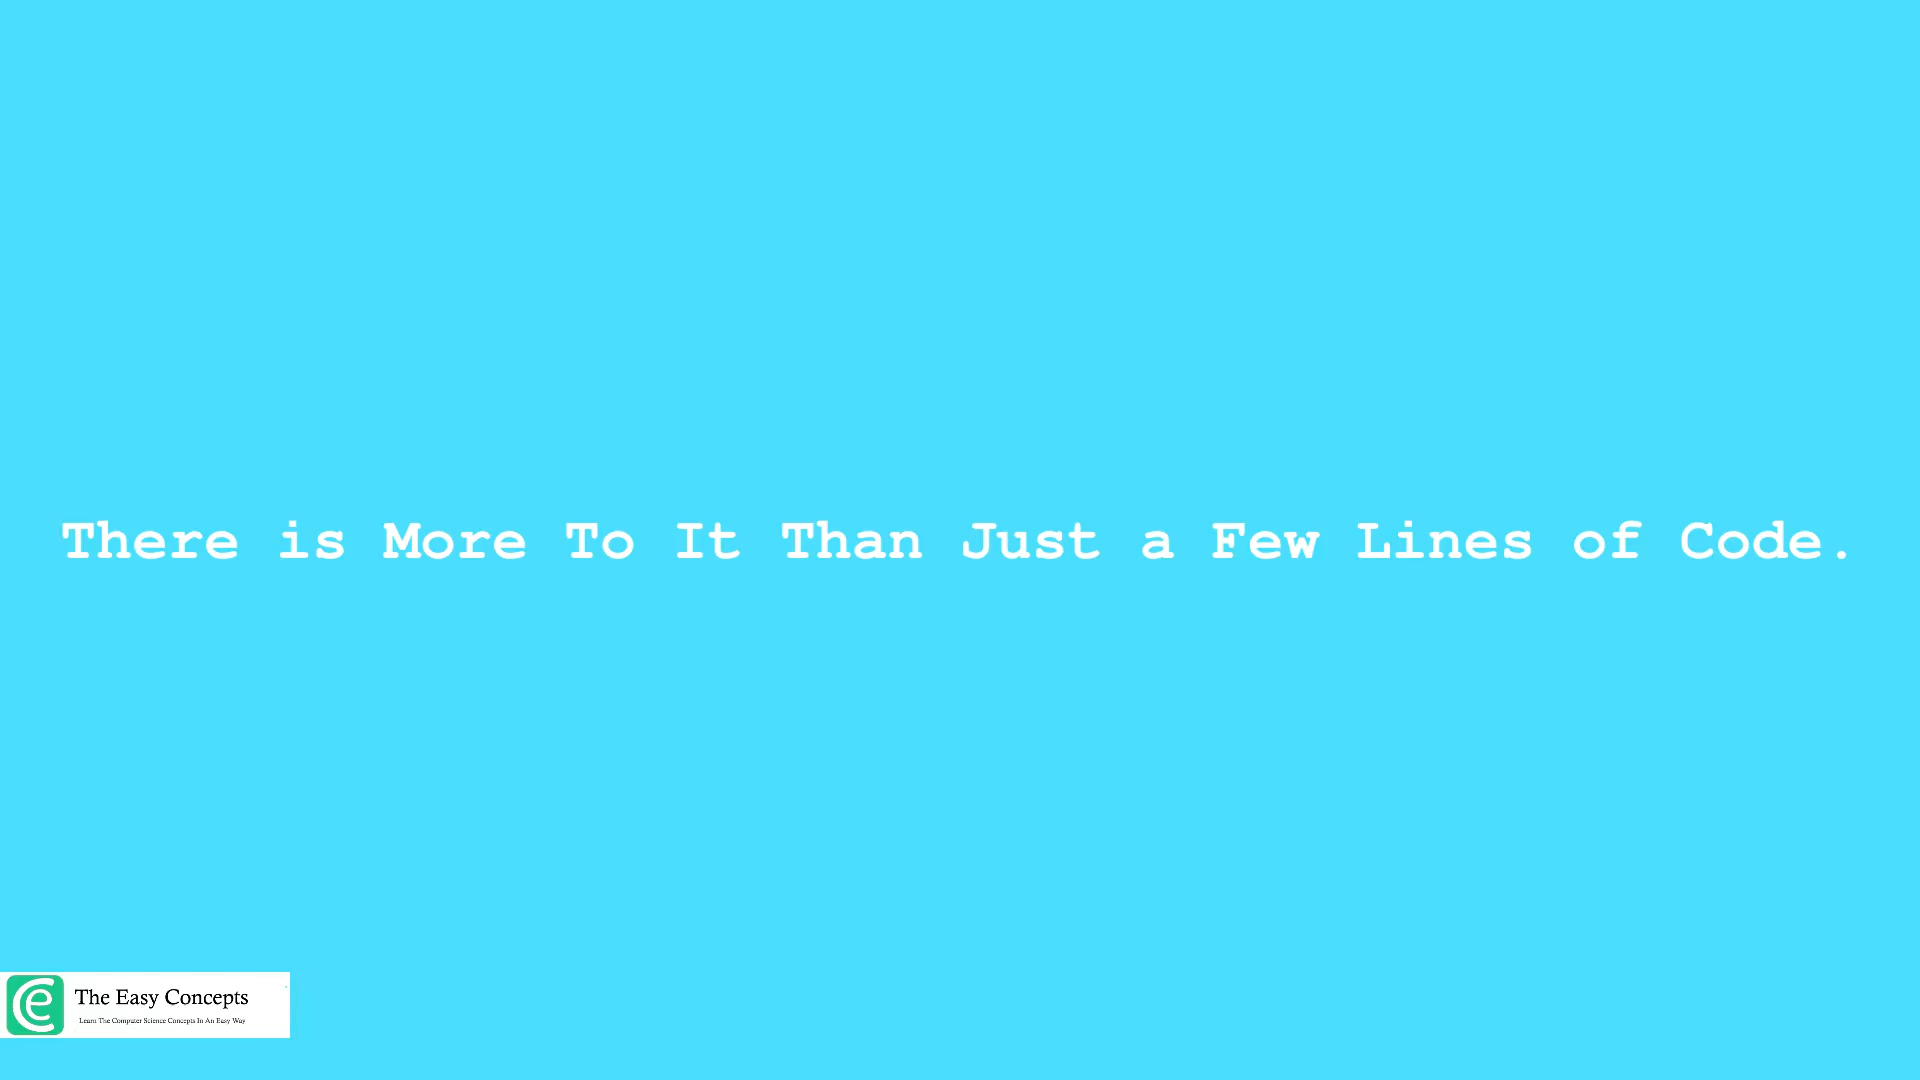 There is More To It Than Just a Few Lines of Code.
The Easy Concepts
Learn The Computer Science Concepts In An Easy Way